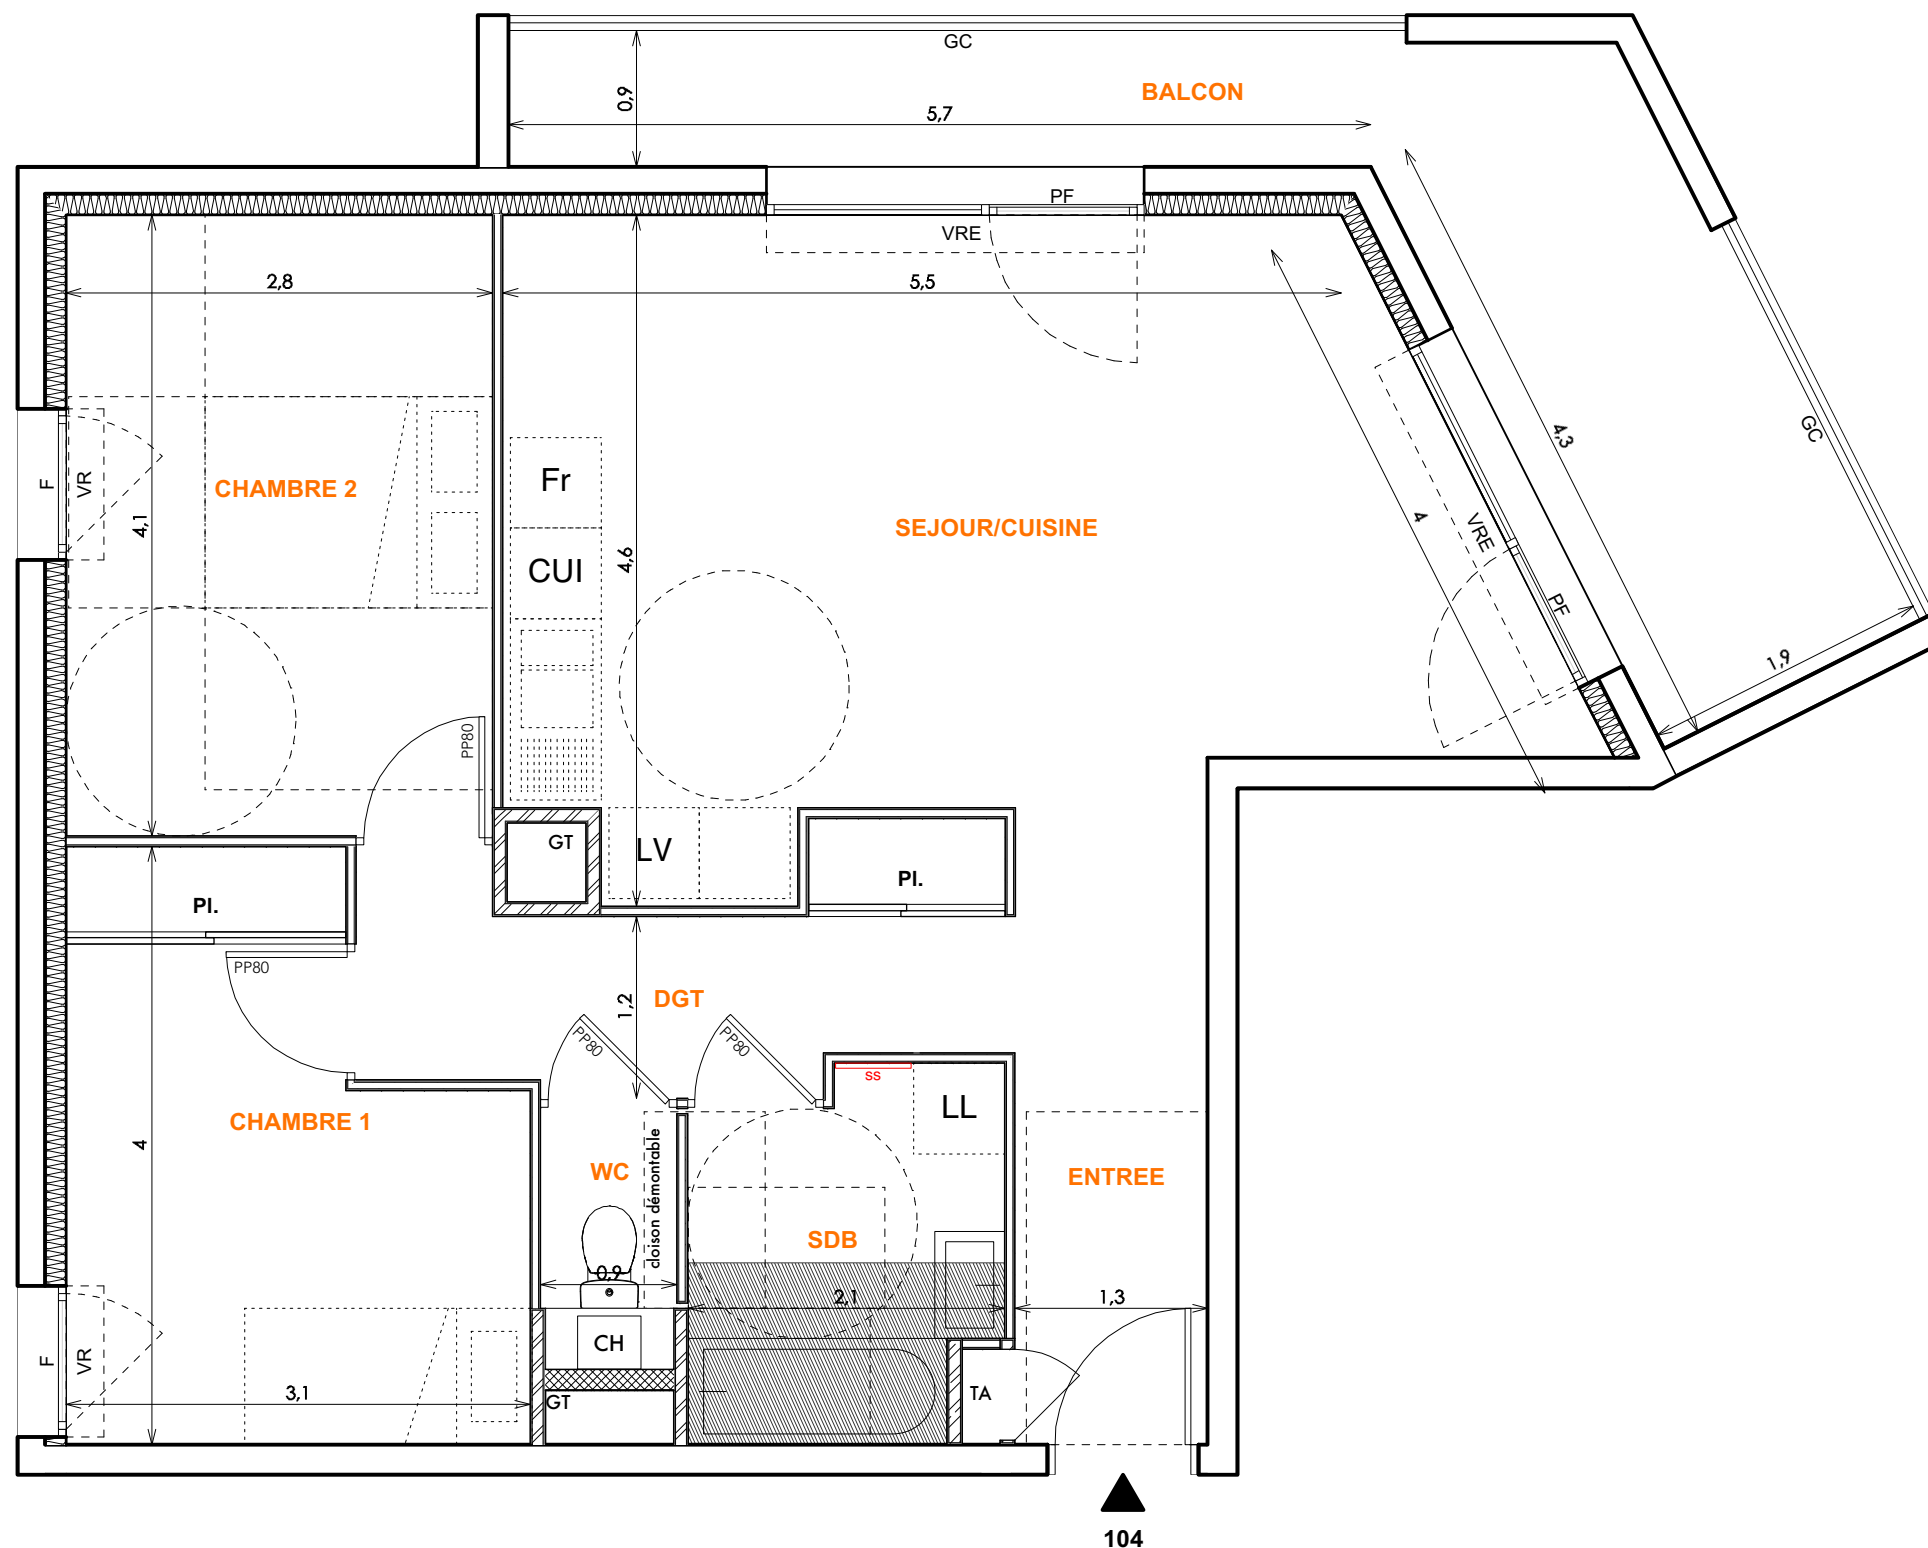 GC
BALCON
0,9
5,7
PF
VRE
2,8
5,5
4,3
GC
F
VR
CHAMBRE 2
Fr
4,1
SEJOUR/CUISINE
4
VRE
CUI
4,6
PF
1,9
PP80
GT
LV
Pl.
Pl.
PP80
1,2
DGT
PP80
PP80
ss
LL
CHAMBRE 1
4
WC
cloison démontable
ENTREE
SDB
0,9
2,1
1,3
F
VR
CH
3,1
GT
TA
104